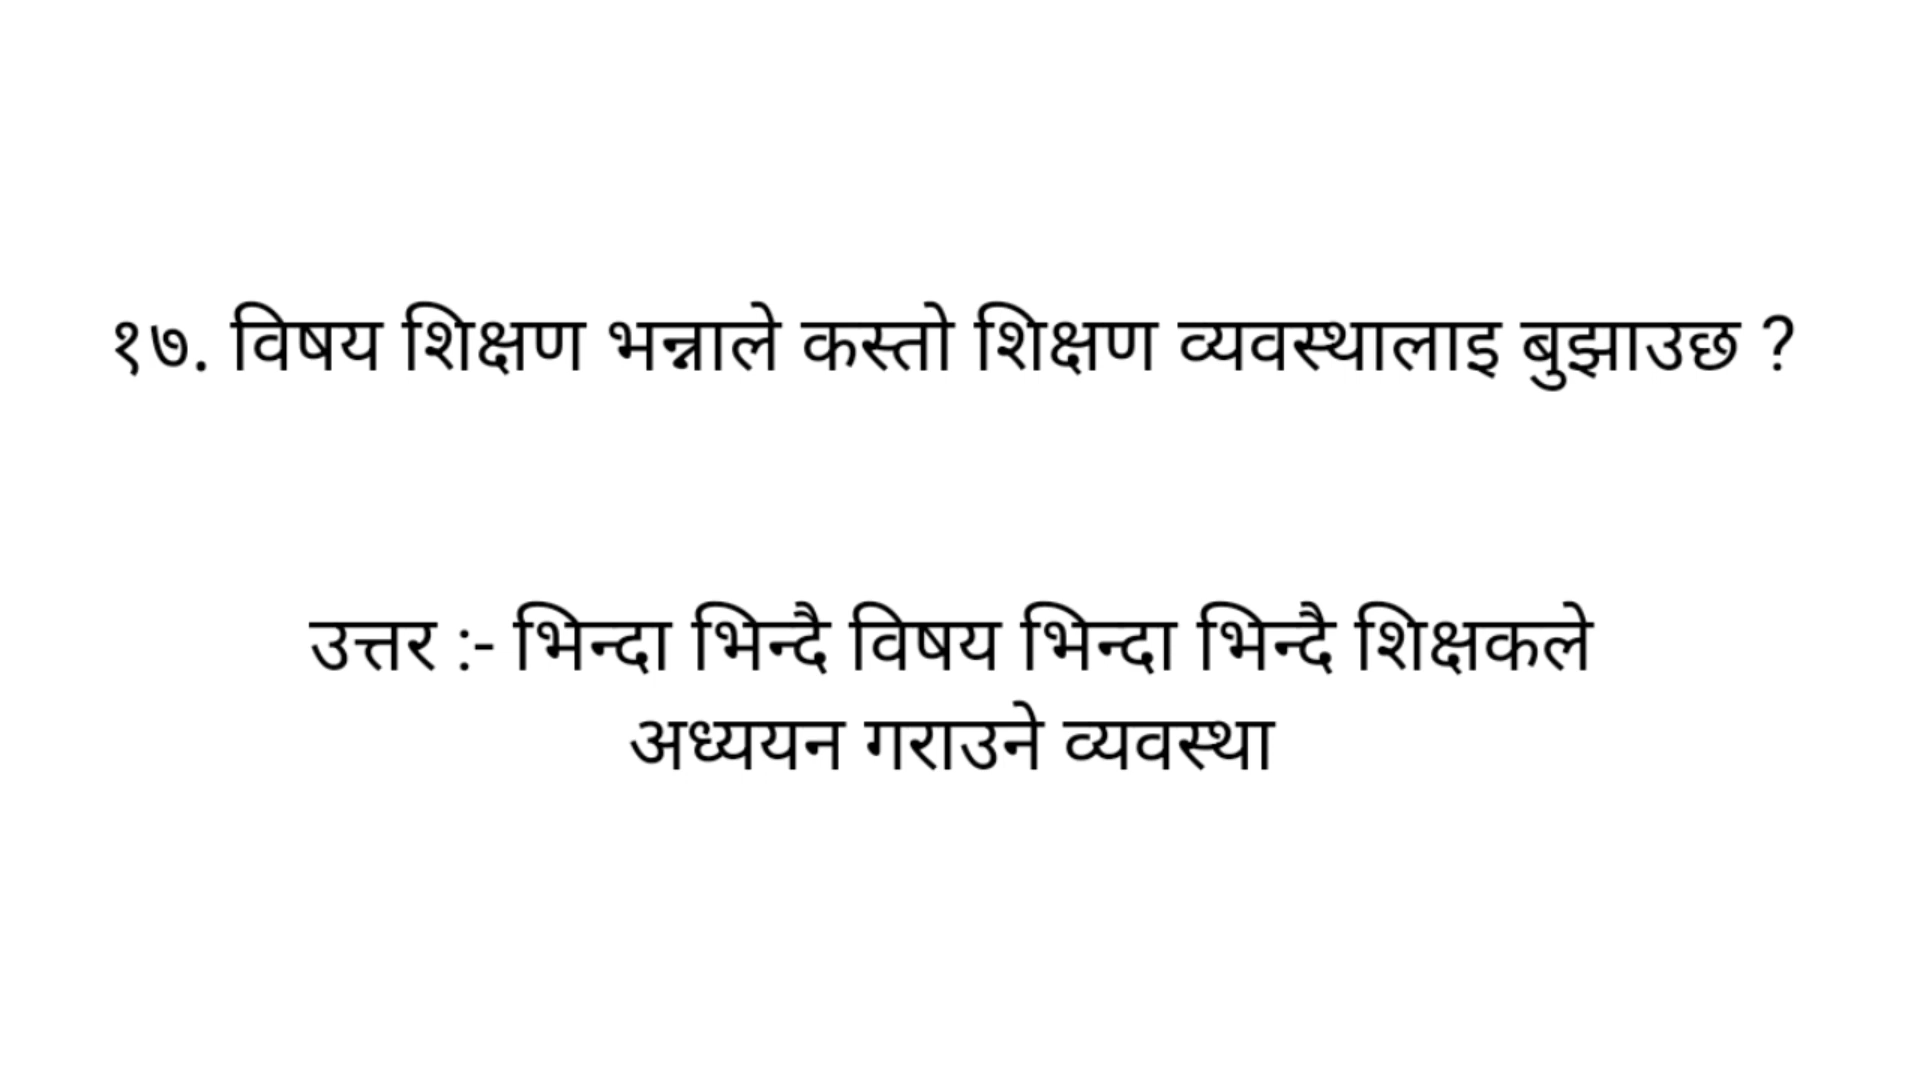 १७. विषय शिक्षण भन्नाले कस्तो शिक्षण व्यवस्थालाइ बुझाउछ ?
उत्तर :- भिन्दा भिन्दै विषय भिन्दा भिन्दै शिक्षकले
अध्ययन गराउने व्यवस्था